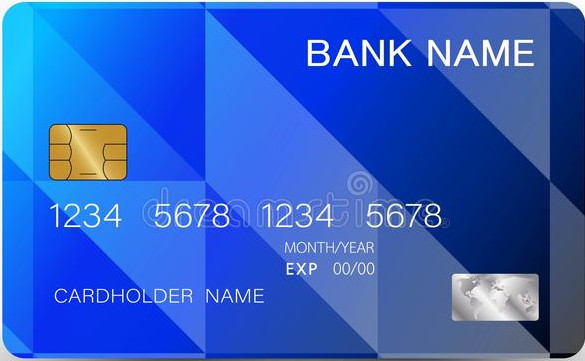 BANK NAME
1234 5678 1234 5678
MONTH/YEAR
EXP 00/00
CARDHOLDER NAME